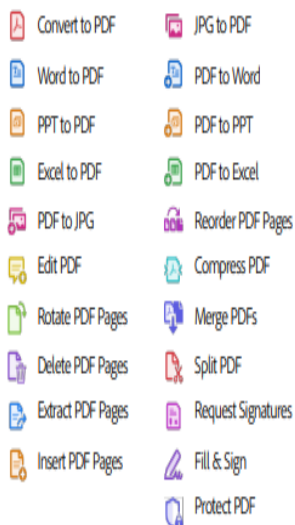 Convert to PDF
JPG to PDF
Word to PDF
PDF to Word
PPT to PDF
PDF to PPT
Excel to PDF
PDF to Excel
PDF to JPG
Reorder PDF Pages
Edit PDF
Compress PDF
Rotate PDF Pages
Merge PDFs
Delete PDF Pages
Split PDF
Extract PDF Pages
Request Signatures
Insert PDF Pages
Fill & Sign
Protect PDF